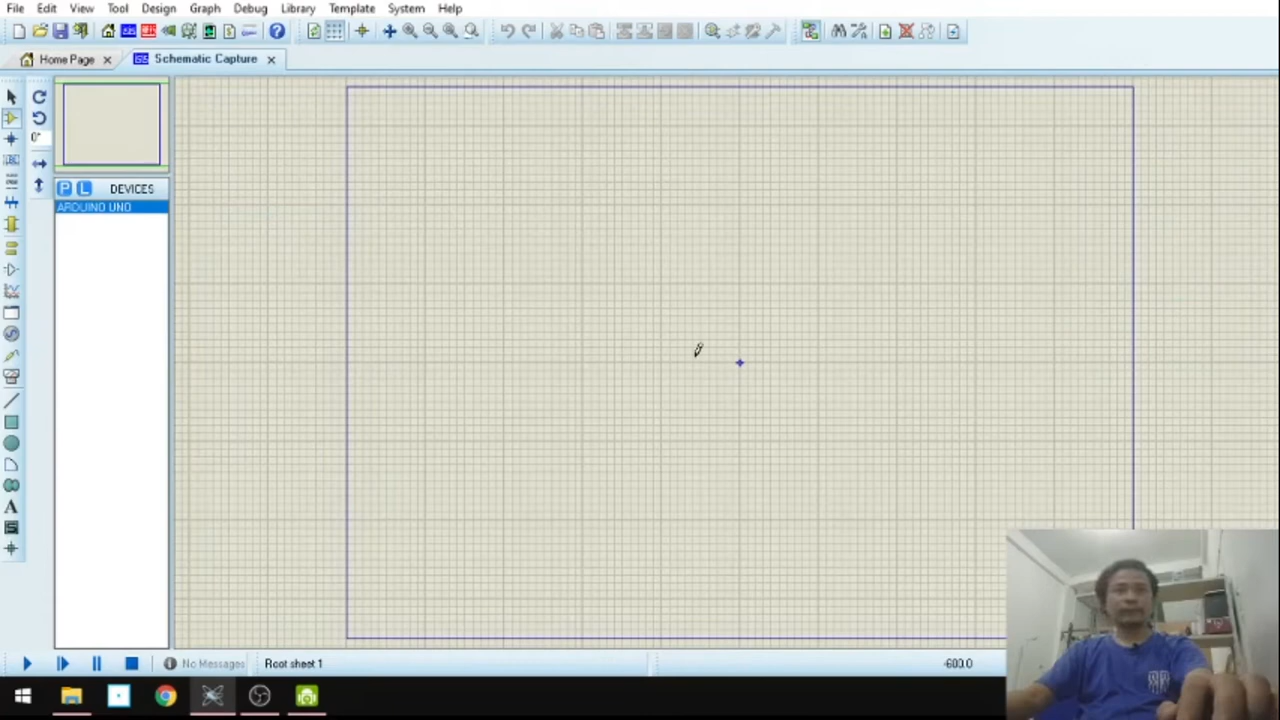 File Edit View Tool Design Graph Debug Library Template System Help
Home Page Schematic Capture
0°
P L DEVICES
ARDUINO UNO
A
No Messages Root sheet 1 -600.0